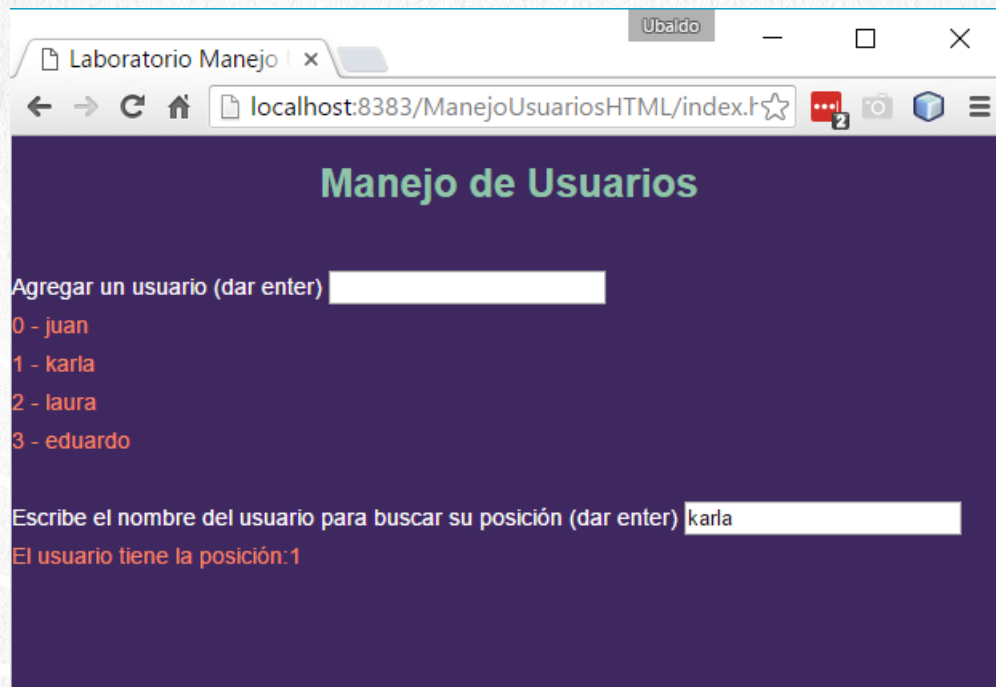 Ubaldo
Laboratorio Manejo
localhost:8383/ManejoUsuariosHTML/index.h
2
Manejo de Usuarios
Agregar un usuario (dar enter)
0 - juan
1 - karla
2 - laura
3 - eduardo
Escribe el nombre del usuario para buscar su posición (dar enter) karla
El usuario tiene la posición:1